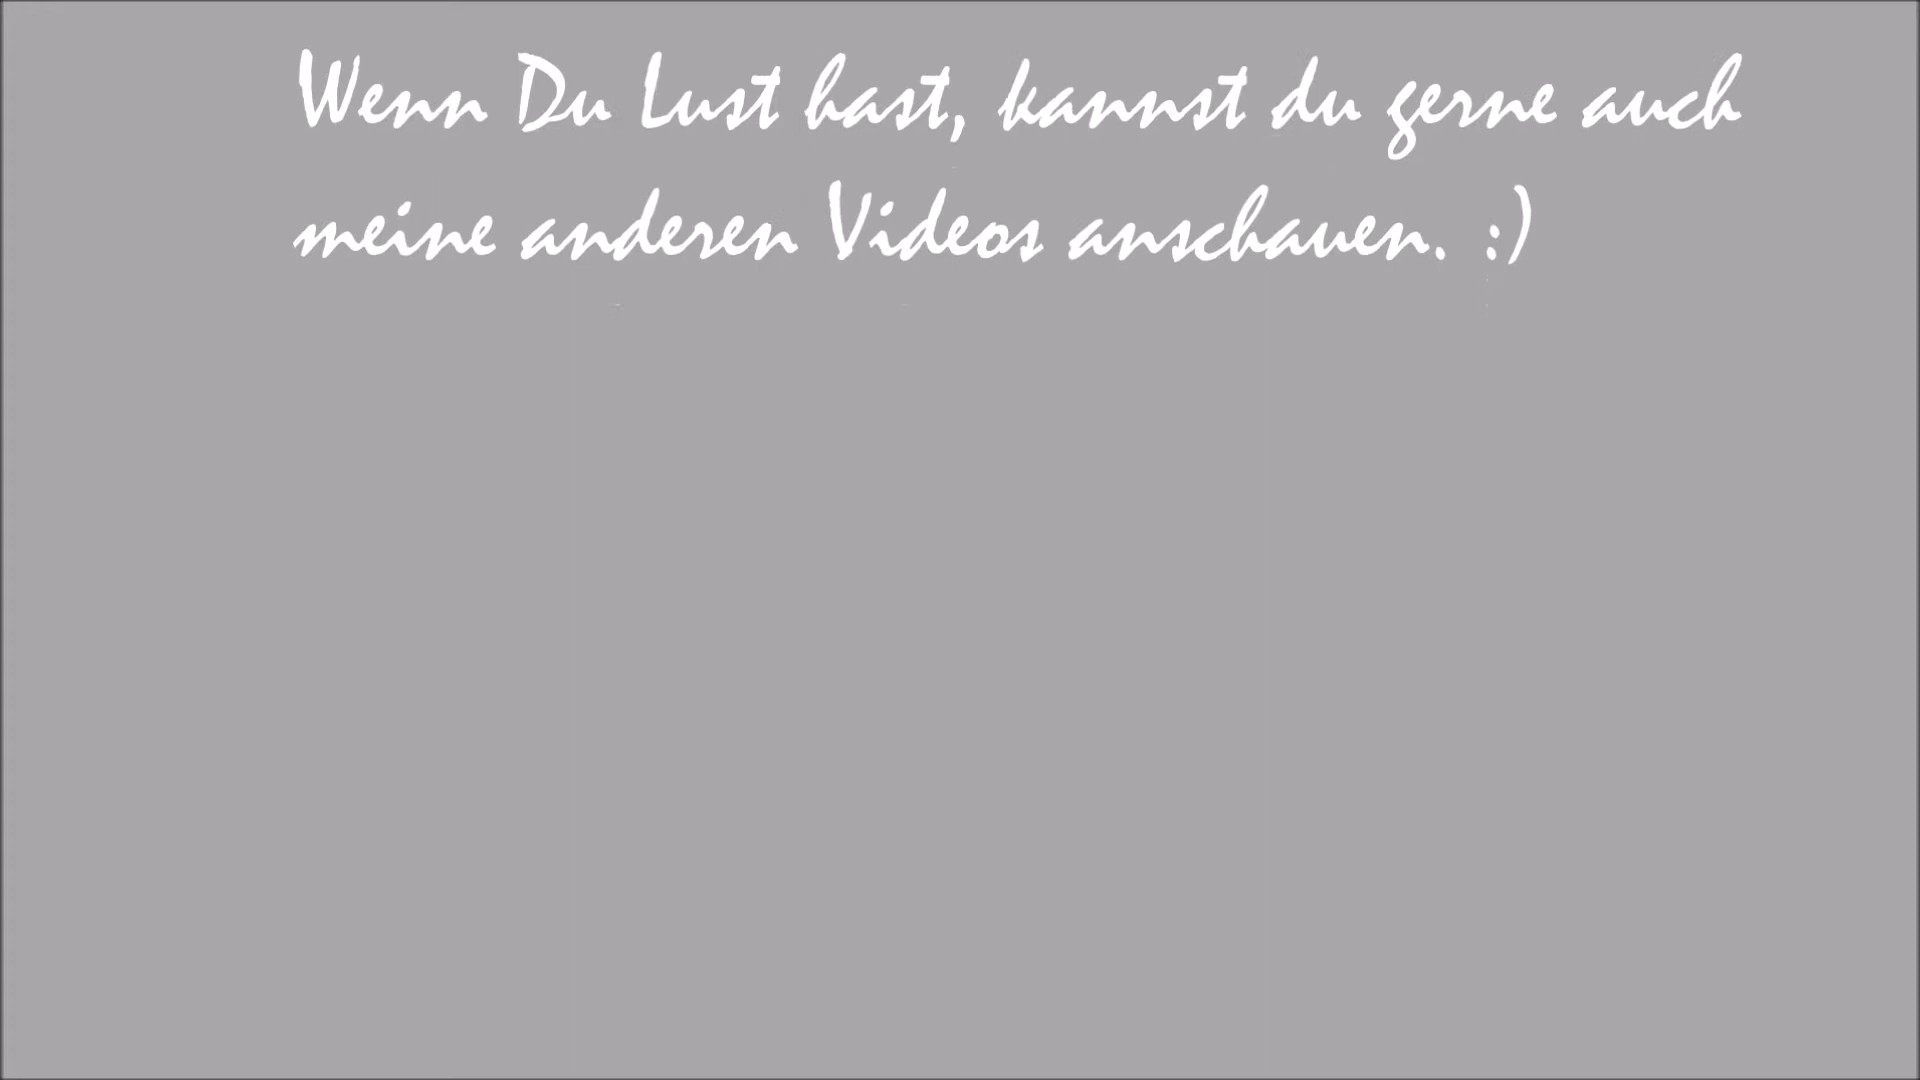 Wenn Du Lust hast, kannst du gerne auch
meine anderen Videos anschauen. :)